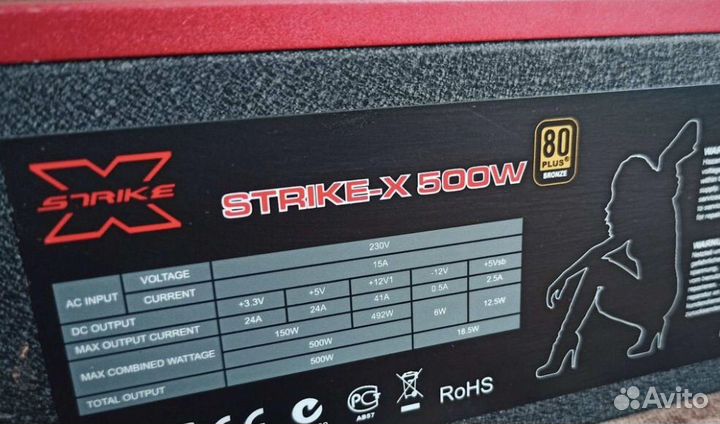 STRIKE
X
STRIKE-X 500W
80
PLUS®
BRONZE
AC INPUT VOLTAGE 230V
CURRENT 15A
DC OUTPUT +3.3V +5V +12V1 -12V +5Vsb
MAX OUTPUT CURRENT 24A 24A 41A 0.5A 2.5A
MAX COMBINED WATTAGE 150W 492W 6W 12.5W
500W 18.5W
TOTAL OUTPUT 500W
РС
АВ57
RoHS
Avito